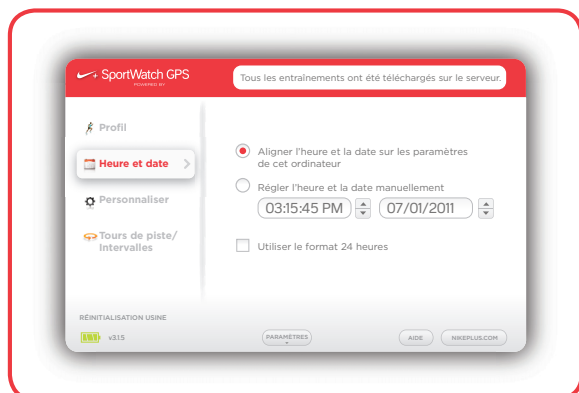 SportWatch GPS
POWERED BY
Tous les entraînements ont été téléchargés sur le serveur.
Profil
Heure et date
Personnaliser
Tours de piste/
Intervalles
Aligner l'heure et la date sur les paramètres
de cet ordinateur
Régler l'heure et la date manuellement
03:15:45 PM 07/01/2011
Utiliser le format 24 heures
RÉINITIALISATION USINE
v3.1.5
PARAMÈTRES
AIDE
NIKEPLUS.COM